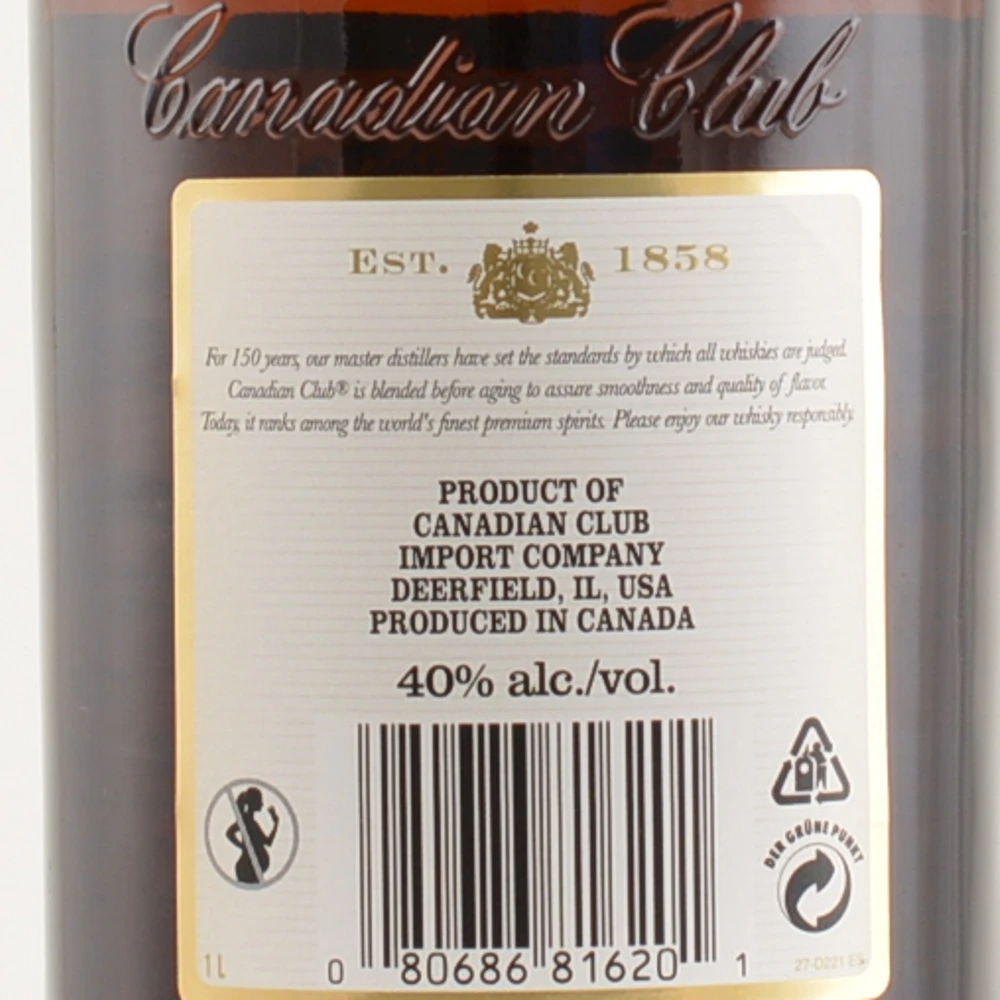 Canadian Club
EST. 1858
For 150 years, our master distillers have set the standards by which all whiskies are judged.
Canadian Club® is blended before aging to assure smoothness and quality of flavor.
Today, it ranks among the world's finest premium spirits. Please enjoy our whisky responsibly.
PRODUCT OF
CANADIAN CLUB
IMPORT COMPANY
DEERFIELD, IL, USA
PRODUCED IN CANADA
40% alc./vol.
DER GRÜNE PUNKT
1L
0 80686 81620 1
27-D221 ES